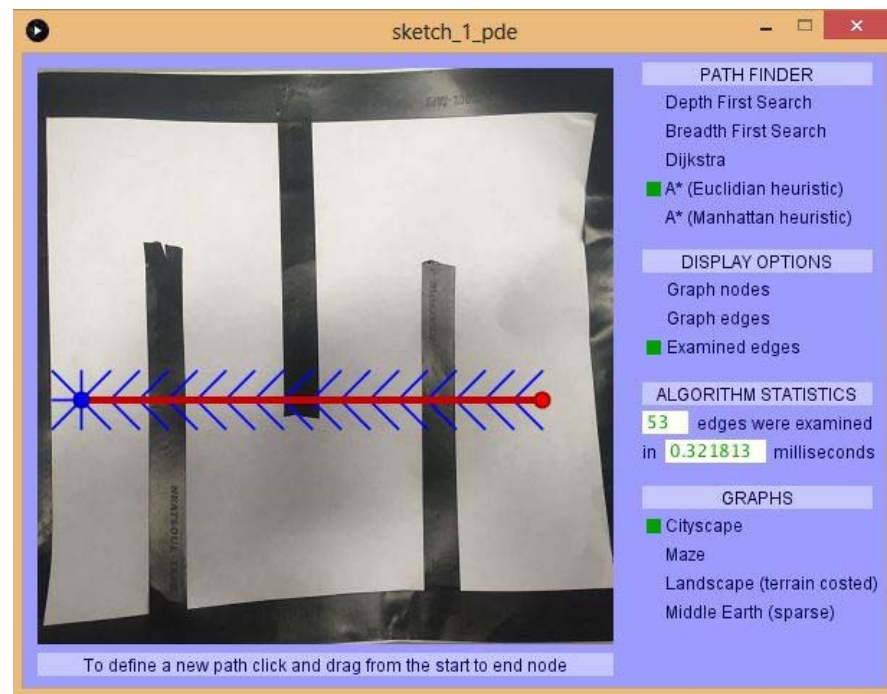 sketch_1_pde
PATH FINDER
Depth First Search
Breadth First Search
Dijkstra
A* (Euclidian heuristic)
A* (Manhattan heuristic)
DISPLAY OPTIONS
Graph nodes
Graph edges
Examined edges
ALGORITHM STATISTICS
53 edges were examined
in 0.321813 milliseconds
GRAPHS
Cityscape
Maze
Landscape (terrain costed)
Middle Earth (sparse)
To define a new path click and drag from the start to end node